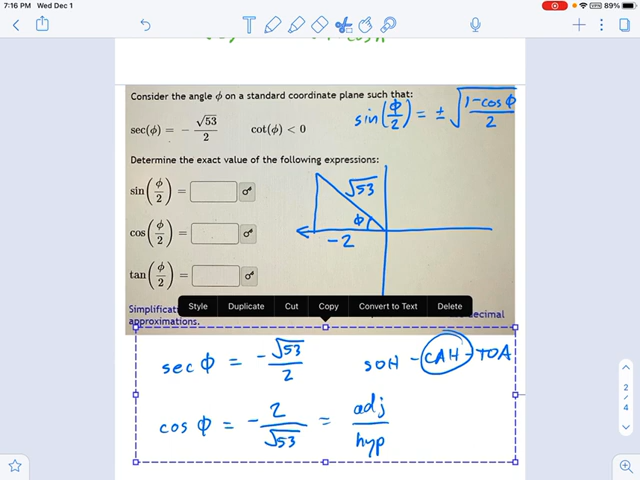 7:16 PM Wed Dec 1
89%
Consider the angle ϕ on a standard coordinate plane such that:
sec(ϕ) = − √53/2 cot(ϕ) < 0
sin(ϕ/2) = ± √(1-cos ϕ / 2)
Determine the exact value of the following expressions:
sin(ϕ/2) =
cos(ϕ/2) =
tan(ϕ/2) =
√53
ϕ
-2
Style Duplicate Cut Copy Convert to Text Delete
decimal
approximations.
sec ϕ = - √53/2 SOH - CAH - TOA
cos ϕ = - 2/√53 = adj/hyp
2
/
4